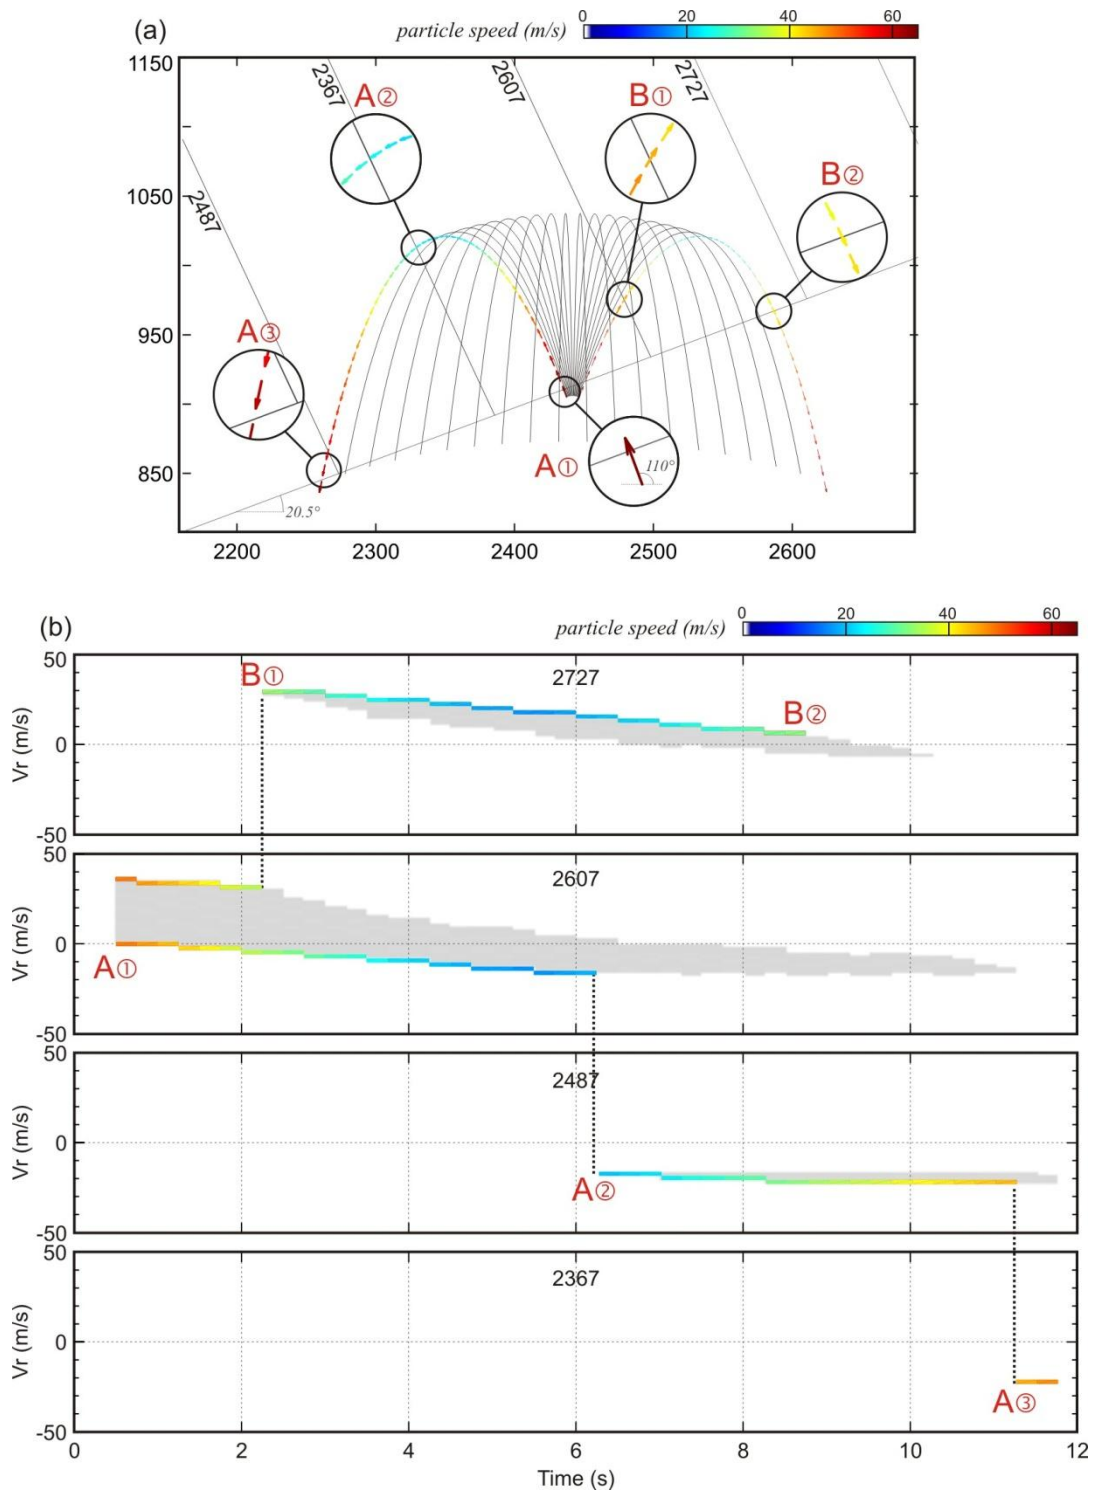 (a)
particle speed (m/s)
0 20 40 60
1150
1050
950
850
2200 2300 2400 2500 2600
2487
2367
2607
2727
A②
B①
B②
A③
A①
110°
20.5°
(b)
particle speed (m/s)
0 20 40 60
50
0
-50
Vr (m/s)
B①
2727
B②
50
0
-50
Vr (m/s)
2607
A①
50
0
-50
Vr (m/s)
2487
A②
50
0
-50
Vr (m/s)
2367
A③
0 2 4 6 8 10 12
Time (s)